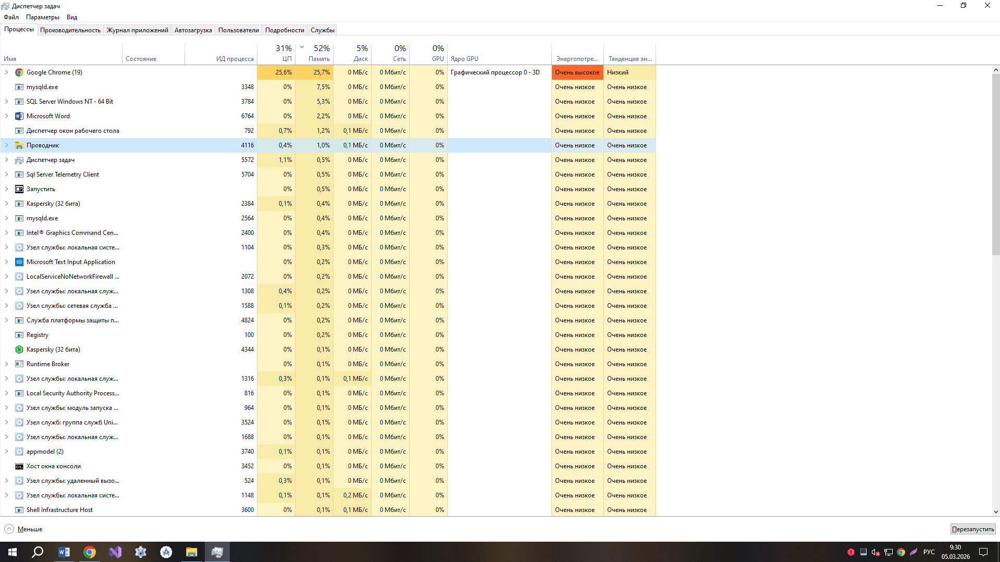 Диспетчер задач
Файл Параметры Вид
Процессы Производительность Журнал приложений Автозагрузка Пользователи Подробности Службы
31% 52% 5% 0% 0%
Имя Состояние ИД процесса ЦП Память Диск Сеть GPU Ядро GPU Энергопотре... Тенденция эн...
Google Chrome (19) 25,6% 25,7% 0 МБ/с 0 Мбит/с 0% Графический процессор 0 - 3D Очень высокое Низкий
mysqld.exe 3348 0% 7,5% 0 МБ/с 0 Мбит/с 0% Очень низкое Очень низкое
SQL Server Windows NT - 64 Bit 3784 0% 5,3% 0 МБ/с 0 Мбит/с 0% Очень низкое Очень низкое
Microsoft Word 6764 0% 2,2% 0 МБ/с 0 Мбит/с 0% Очень низкое Очень низкое
Диспетчер окон рабочего стола 792 0,7% 1,2% 0,1 МБ/с 0 Мбит/с 0% Очень низкое Очень низкое
Проводник 4116 0,4% 1,0% 0,1 МБ/с 0 Мбит/с 0% Очень низкое Очень низкое
Диспетчер задач 5572 1,1% 0,5% 0 МБ/с 0 Мбит/с 0% Очень низкое Очень низкое
Sql Server Telemetry Client 5704 0% 0,5% 0 МБ/с 0 Мбит/с 0% Очень низкое Очень низкое
Запустить 0% 0,5% 0 МБ/с 0 Мбит/с 0% Очень низкое Очень низкое
Kaspersky (32 бита) 2384 0,1% 0,4% 0 МБ/с 0 Мбит/с 0% Очень низкое Очень низкое
mysqld.exe 2564 0% 0,4% 0 МБ/с 0 Мбит/с 0% Очень низкое Очень низкое
Intel® Graphics Command Cen... 2400 0% 0,4% 0 МБ/с 0 Мбит/с 0% Очень низкое Очень низкое
Узел службы: локальная систе... 1104 0% 0,3% 0 МБ/с 0 Мбит/с 0% Очень низкое Очень низкое
Microsoft Text Input Application 0% 0,2% 0 МБ/с 0 Мбит/с 0% Очень низкое Очень низкое
LocalServiceNoNetworkFirewall ... 2072 0% 0,2% 0 МБ/с 0 Мбит/с 0% Очень низкое Очень низкое
Узел службы: локальная служ... 1308 0,4% 0,2% 0 МБ/с 0 Мбит/с 0% Очень низкое Очень низкое
Узел службы: сетевая служба ... 1588 0,1% 0,2% 0 МБ/с 0 Мбит/с 0% Очень низкое Очень низкое
Служба платформы защиты п... 4824 0% 0,2% 0 МБ/с 0 Мбит/с 0% Очень низкое Очень низкое
Registry 100 0% 0,2% 0 МБ/с 0 Мбит/с 0% Очень низкое Очень низкое
Kaspersky (32 бита) 4344 0% 0,1% 0 МБ/с 0 Мбит/с 0% Очень низкое Очень низкое
Runtime Broker 0% 0,1% 0 МБ/с 0 Мбит/с 0% Очень низкое Очень низкое
Узел службы: локальная служ... 1316 0,3% 0,1% 0,1 МБ/с 0 Мбит/с 0% Очень низкое Очень низкое
Local Security Authority Process... 816 0% 0,1% 0 МБ/с 0 Мбит/с 0% Очень низкое Очень низкое
Узел службы: модуль запуска ... 964 0% 0,1% 0 МБ/с 0 Мбит/с 0% Очень низкое Очень низкое
Узел служб: группа служб Uni... 3524 0% 0,1% 0 МБ/с 0 Мбит/с 0% Очень низкое Очень низкое
Узел службы: локальная служ... 1688 0% 0,1% 0 МБ/с 0 Мбит/с 0% Очень низкое Очень низкое
appmodel (2) 3740 0,1% 0,1% 0 МБ/с 0 Мбит/с 0% Очень низкое Очень низкое
Хост окна консоли 3452 0% 0,1% 0 МБ/с 0 Мбит/с 0% Очень низкое Очень низкое
Узел службы: удаленный вызо... 524 0,3% 0,1% 0 МБ/с 0 Мбит/с 0% Очень низкое Очень низкое
Узел службы: локальная систе... 1148 0,1% 0,1% 0,2 МБ/с 0 Мбит/с 0% Очень низкое Очень низкое
Shell Infrastructure Host 3600 0% 0,1% 0,1 МБ/с 0 Мбит/с 0% Очень низкое Очень низкое
Меньше Перезапустить
РУС 9:30
05.03.2026